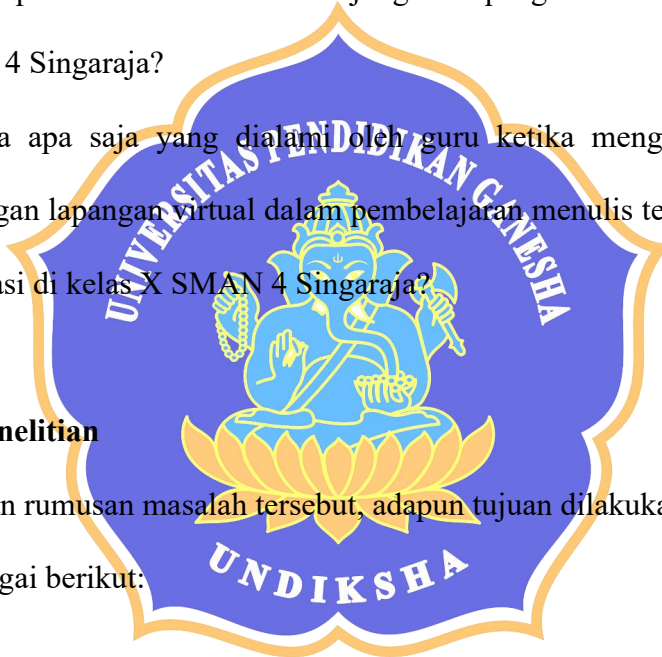 4 Singaraja?
a apa saja yang dialami oleh guru ketika meng
gan lapangan virtual dalam pembelajaran menulis te
asi di kelas X SMAN 4 Singaraja?
nelitian
n rumusan masalah tersebut, adapun tujuan dilakuka
gai berikut:
UNIVERSITAS PENDIDIKAN GANESHA
UNDIKSHA